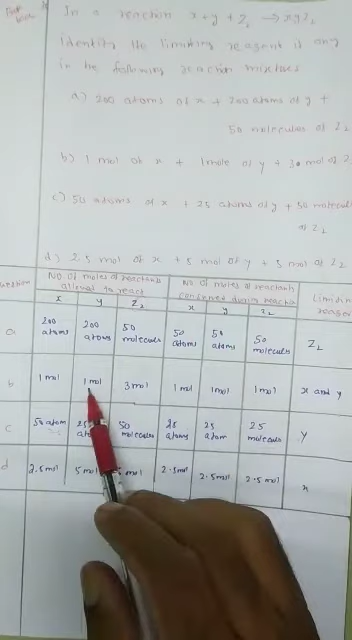 In a reaction x + y + Z2 → xyz2
identity the limiting reagent if any
in the following reaction mixtures
a) 200 atoms of x + 200 atoms of y +
50 molecules of Z2
b) 1 mol of x + 1 mole of y + 3 mol of Z
c) 50 atoms of x + 25 atoms of y + 50 molecul
of Z2
d) 2.5 mol of x + 5 mol of y + 5 mol of Z2
No of moles of reactants allowed to react
No of moles of reactants consumed during reactio
Limitin reagen
x y Z2 x y Z2
a 200 atoms 200 atoms 50 molecules 50 atoms 50 atoms 50 molecules Z2
b 1 mol 1 mol 3 mol 1 mol 1 mol 1 mol x and y
c 50 atom 50 molecules 25 atoms 25 atom 25 molecules y
d 2.5 mol 5 mol mol 2.5 mol 2.5 mol 2.5 mol x